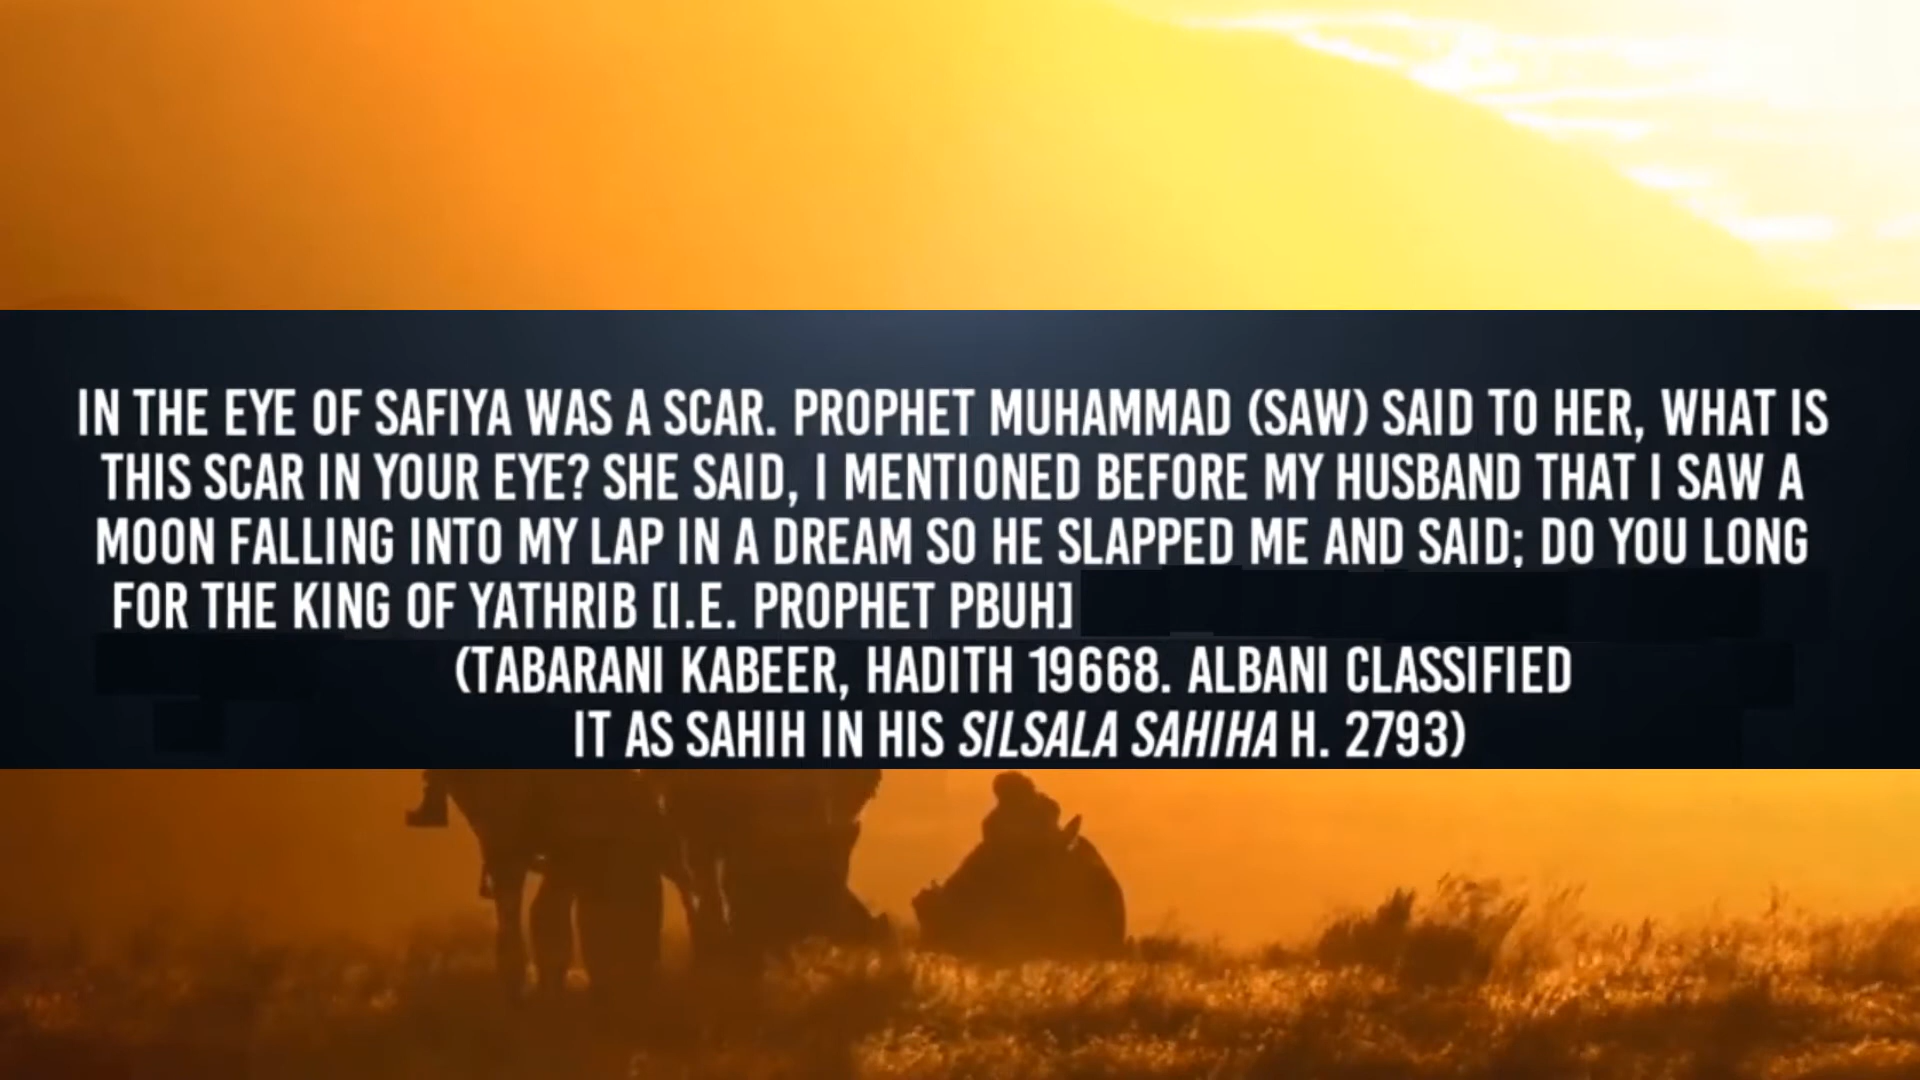 IN THE EYE OF SAFIYA WAS A SCAR. PROPHET MUHAMMAD (SAW) SAID TO HER, WHAT IS
THIS SCAR IN YOUR EYE? SHE SAID, I MENTIONED BEFORE MY HUSBAND THAT I SAW A
MOON FALLING INTO MY LAP IN A DREAM SO HE SLAPPED ME AND SAID; DO YOU LONG
FOR THE KING OF YATHRIB [I.E. PROPHET PBUH]
(TABARANI KABEER, HADITH 19668. ALBANI CLASSIFIED
IT AS SAHIH IN HIS SILSALA SAHIHA H. 2793)